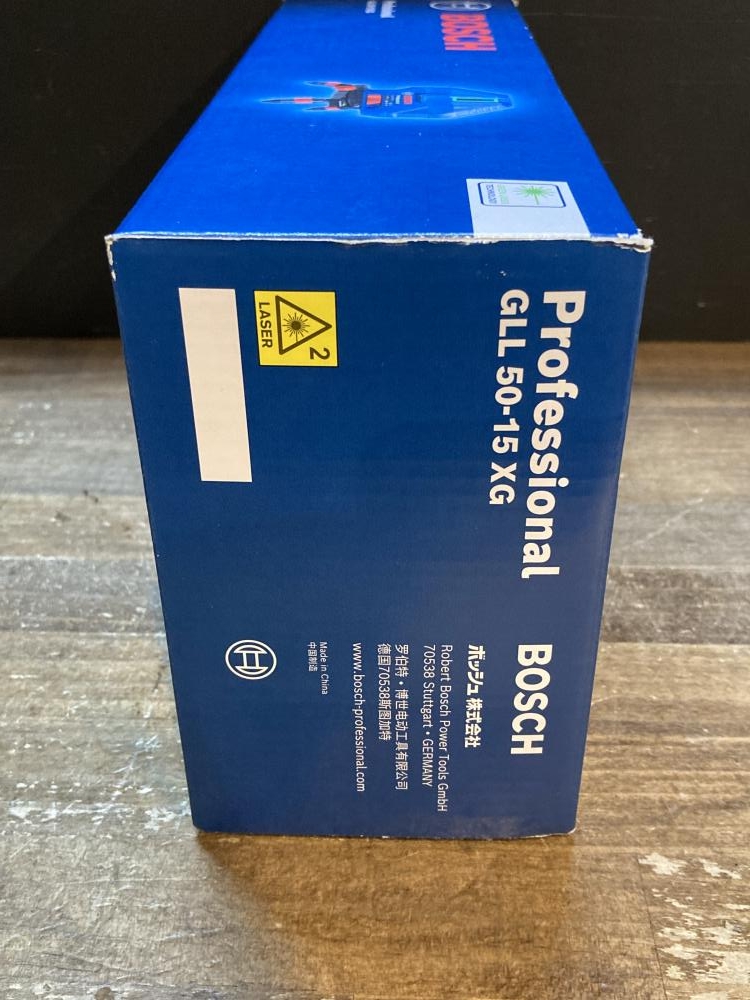 BOSCH
TECHNOLOGY
Professional
GLL 50-15 XG
2
LASER
BOSCH
ボッシュ 株式会社
Robert Bosch Power Tools GmbH
70538 Stuttgart • GERMANY
罗伯特・博世电动工具有限公司
德国70538斯图加特
www.bosch-professional.com
Made in China
中国制造